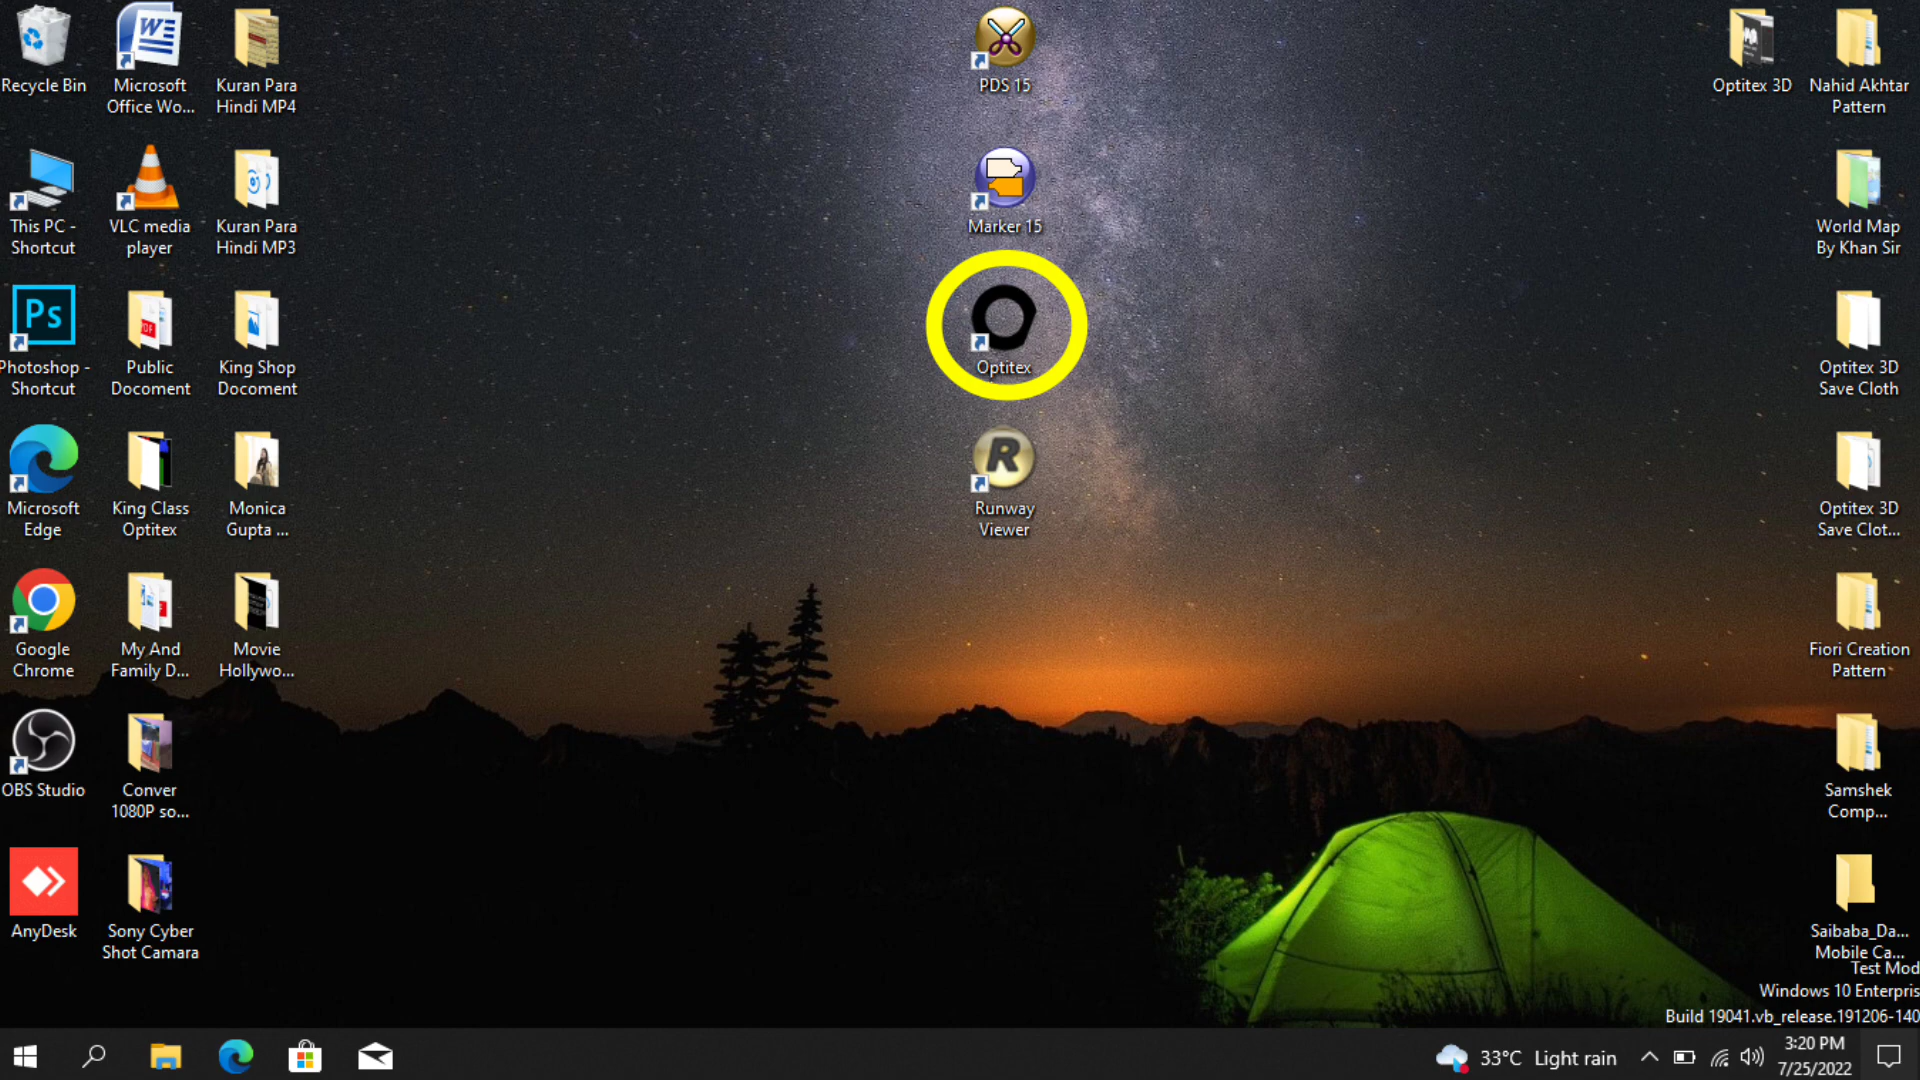 Recycle Bin
Microsoft
Office Wo...
Kuran Para
Hindi MP4
PDS 15
Optitex 3D
Nahid Akhtar
Pattern
This PC -
Shortcut
VLC media
player
Kuran Para
Hindi MP3
Marker 15
World Map
By Khan Sir
Ps
Photoshop -
Shortcut
PDF
Public
Docoment
King Shop
Docoment
Optitex
Optitex 3D
Save Cloth
Microsoft
Edge
King Class
Optitex
Monica
Gupta ...
R
Runway
Viewer
Optitex 3D
Save Clot...
Google
Chrome
My And
Family D...
Movie
Hollywo...
Fiori Creation
Pattern
OBS Studio
Conver
1080P so...
Samshek
Comp...
AnyDesk
Sony Cyber
Shot Camara
Saibaba_Da...
Mobile Ca...
Test Mod
Windows 10 Enterpris
Build 19041.vb_release.191206-140
33°C Light rain
3:20 PM
7/25/2022